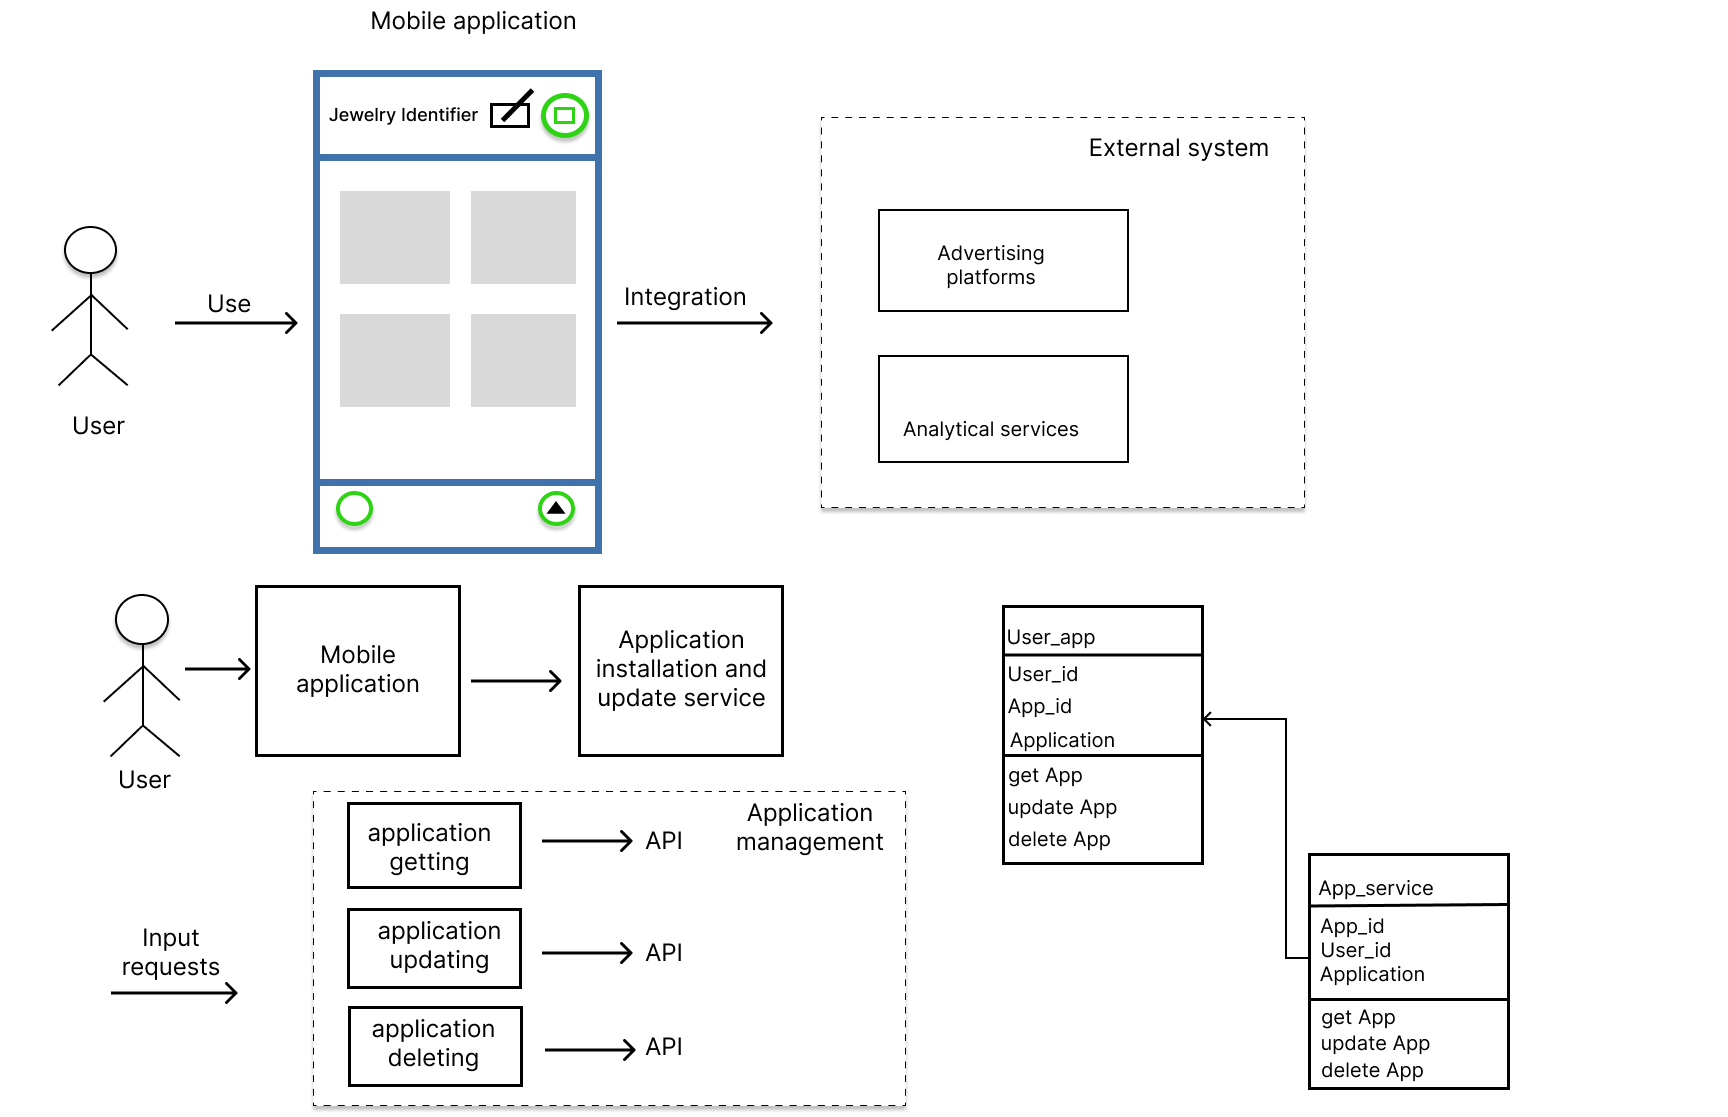 Mobile application
Jewelry Identifier
External system
Advertising
platforms
Use
Integration
User
Analytical services
Mobile
application
Application
installation and
update service
User
User_app
User_id
App_id
Application
get App
update App
delete App
Application
management
application
getting
API
application
updating
API
application
deleting
API
Input
requests
App_service
App_id
User_id
Application
get App
update App
delete App